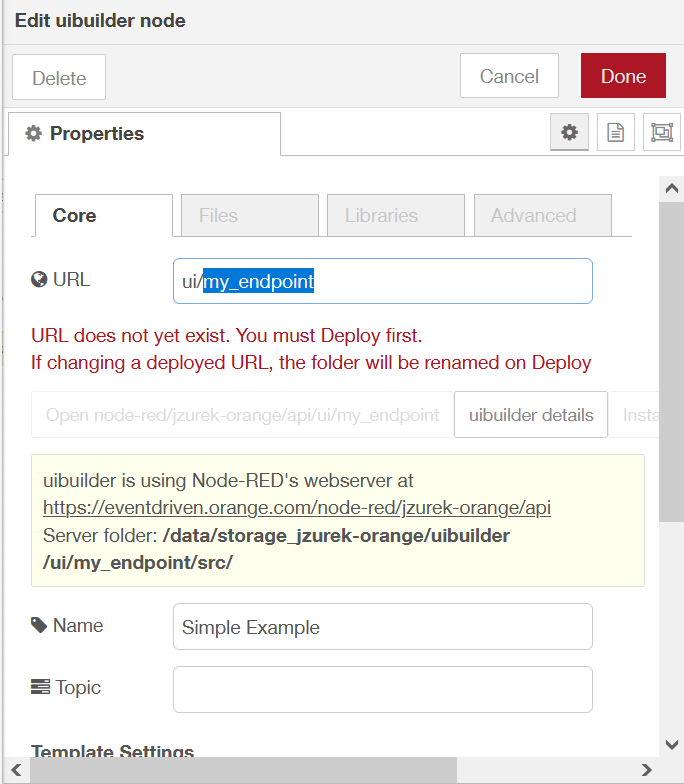 Edit uibuilder node
Delete
Cancel
Done
Properties
Core
Files
Libraries
Advanced
URL
ui/my_endpoint
URL does not yet exist. You must Deploy first.
If changing a deployed URL, the folder will be renamed on Deploy
Open node-red/jzurek-orange/api/ui/my_endpoint
uibuilder details
Insta
uibuilder is using Node-RED's webserver at
https://eventdriven.orange.com/node-red/jzurek-orange/api
Server folder: /data/storage_jzurek-orange/uibuilder
/ui/my_endpoint/src/
Name
Simple Example
Topic
Template Settings